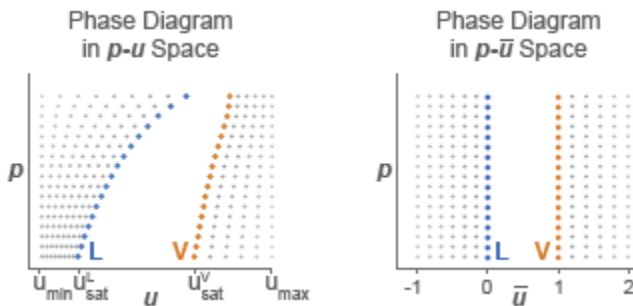 Phase Diagram
in p-u Space
p
L
V
u_min
u^L_sat
u
u^V_sat
u_max
Phase Diagram
in p-ū Space
p
L
V
-1
0
ū
1
2